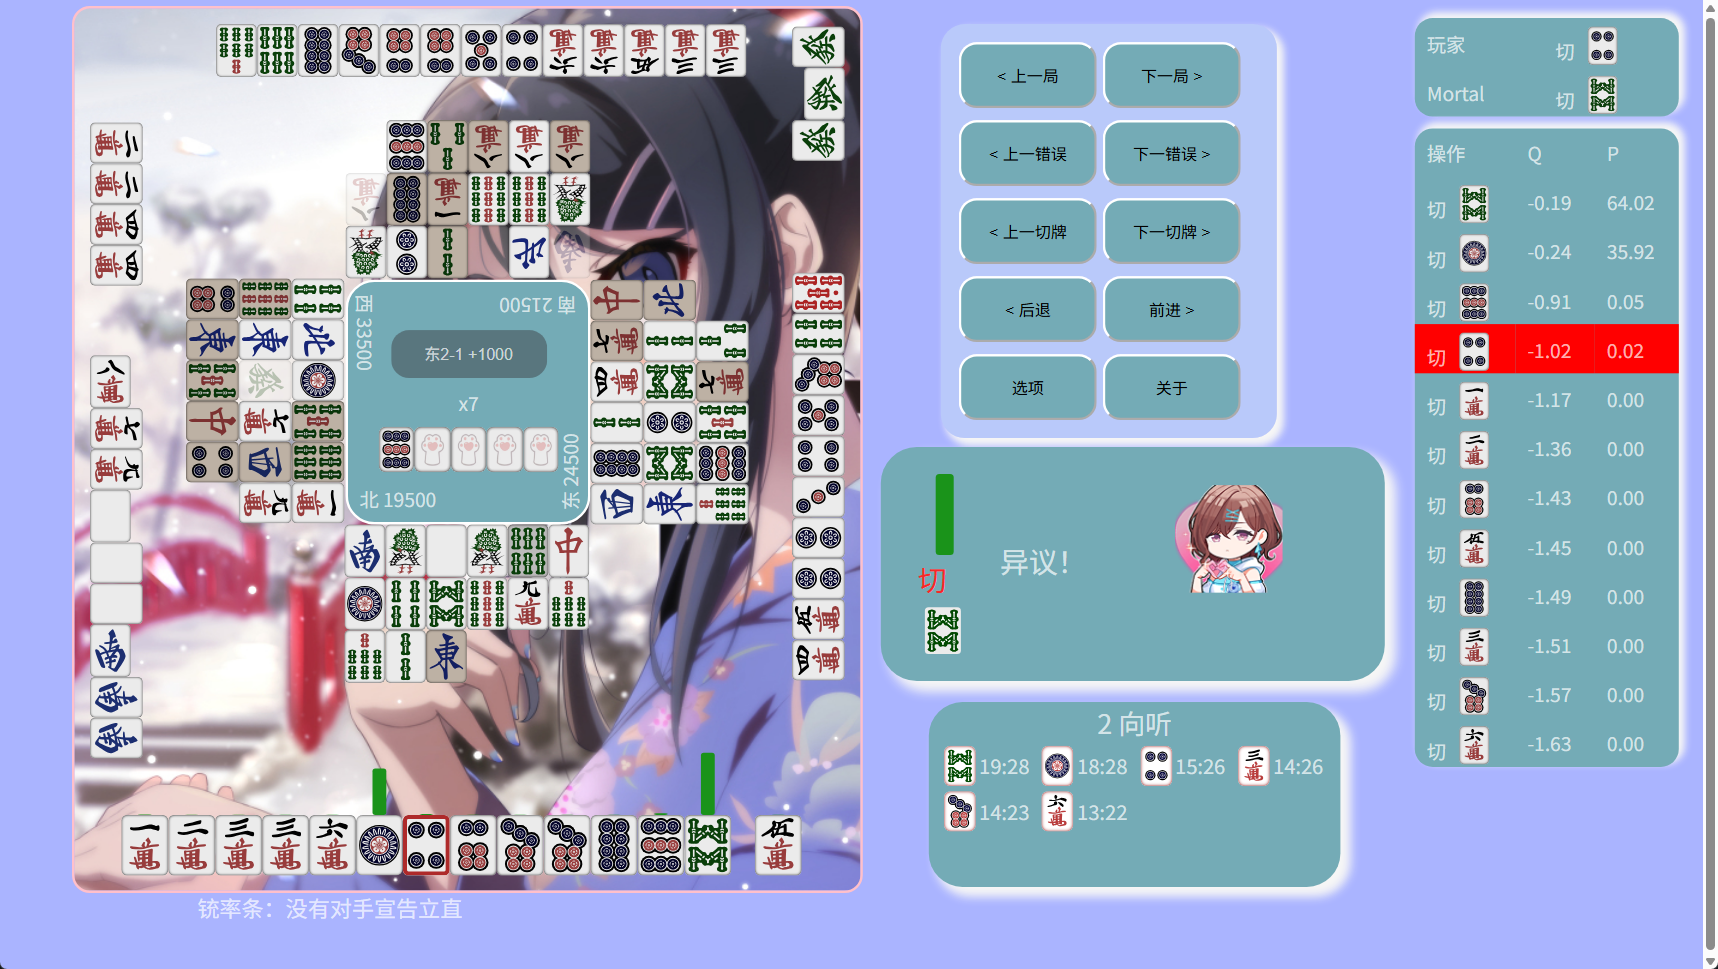 西 33500
南 21500
东2-1 +1000
x7
北 19500
东 24500
铳率条：没有对手宣告立直
< 上一局
下一局 >
< 上一错误
下一错误 >
< 上一切牌
下一切牌 >
< 后退
前进 >
选项
关于
切
异议！
2 向听
19:28
18:28
15:26
14:26
14:23
13:22
玩家 切
Mortal 切
操作 Q P
切 -0.19 64.02
切 -0.24 35.92
切 -0.91 0.05
切 -1.02 0.02
切 -1.17 0.00
切 -1.36 0.00
切 -1.43 0.00
切 -1.45 0.00
切 -1.49 0.00
切 -1.51 0.00
切 -1.57 0.00
切 -1.63 0.00